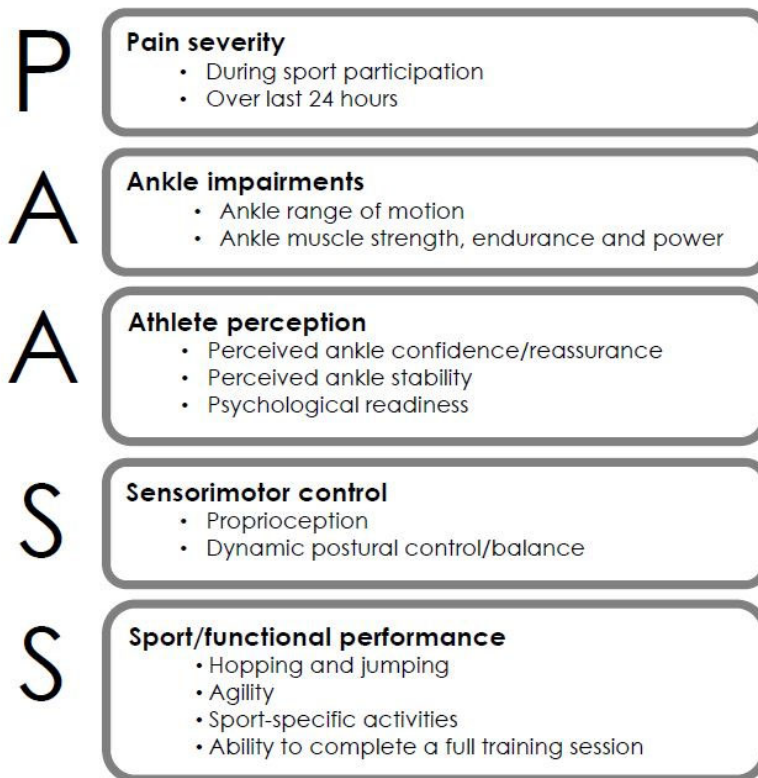 P
Pain severity
• During sport participation
• Over last 24 hours
A
Ankle impairments
• Ankle range of motion
• Ankle muscle strength, endurance and power
A
Athlete perception
• Perceived ankle confidence/reassurance
• Perceived ankle stability
• Psychological readiness
S
Sensorimotor control
• Proprioception
• Dynamic postural control/balance
S
Sport/functional performance
• Hopping and jumping
• Agility
• Sport-specific activities
• Ability to complete a full training session